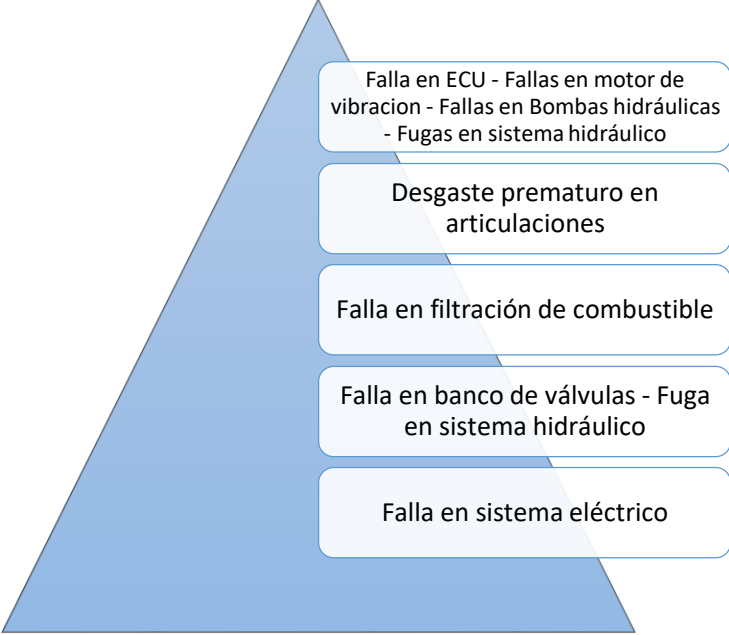 Falla en ECU - Fallas en motor de
vibracion - Fallas en Bombas hidráulicas
- Fugas en sistema hidráulico
Desgaste prematuro en
articulaciones
Falla en filtración de combustible
Falla en banco de válvulas - Fuga
en sistema hidráulico
Falla en sistema eléctrico